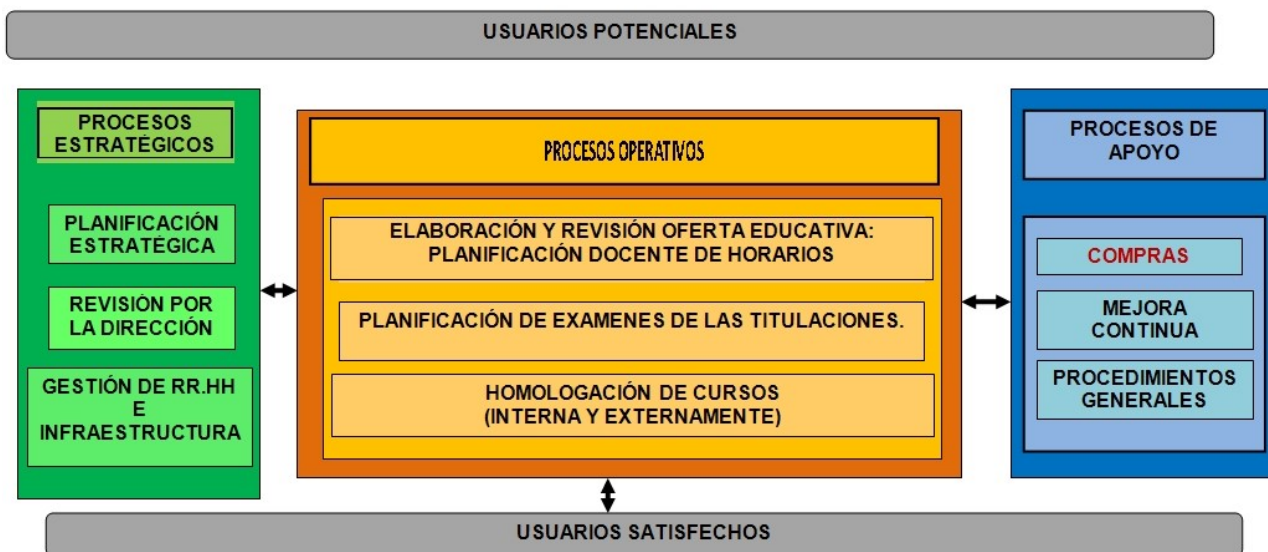 USUARIOS POTENCIALES
PROCESOS
ESTRATÉGICOS
PLANIFICACIÓN
ESTRATÉGICA
REVISIÓN POR
LA DIRECCIÓN
GESTIÓN DE RR.HH
E
INFRAESTRUCTURA
PROCESOS OPERATIVOS
ELABORACIÓN Y REVISIÓN OFERTA EDUCATIVA:
PLANIFICACIÓN DOCENTE DE HORARIOS
PLANIFICACIÓN DE EXAMENES DE LAS TITULACIONES.
HOMOLOGACIÓN DE CURSOS
(INTERNA Y EXTERNAMENTE)
PROCESOS DE
APOYO
COMPRAS
MEJORA
CONTINUA
PROCEDIMIENTOS
GENERALES
USUARIOS SATISFECHOS